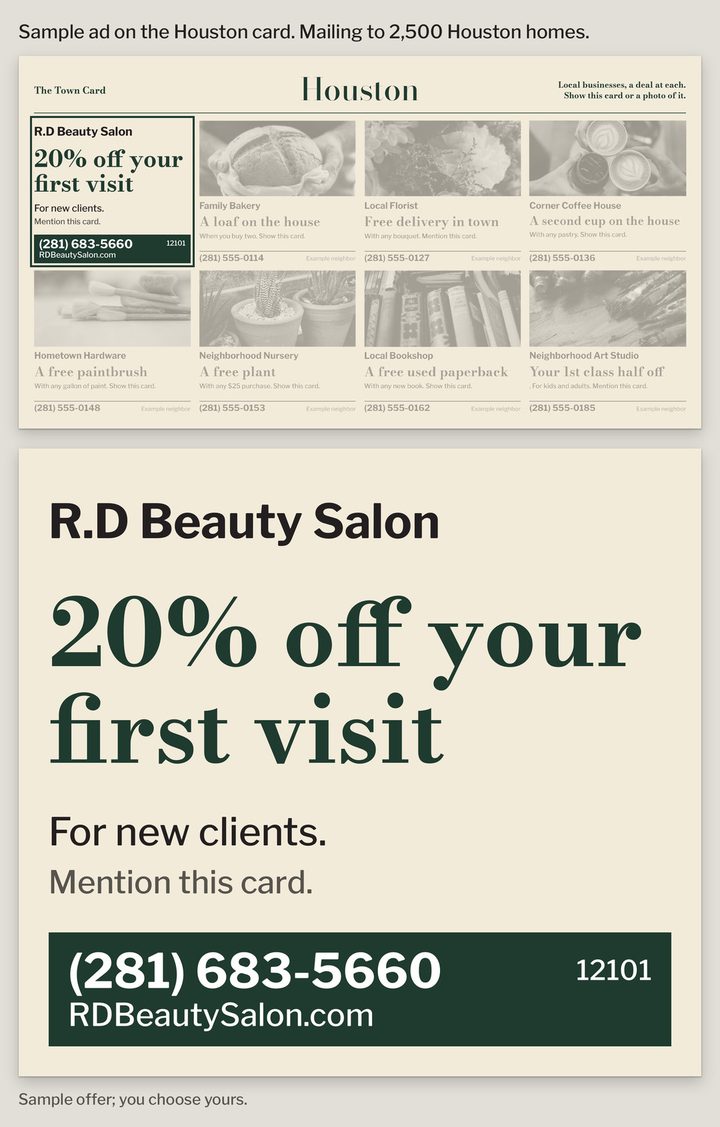 Sample ad on the Houston card. Mailing to 2,500 Houston homes.
The Town Card
Houston
Local businesses, a deal at each.
Show this card or a photo of it.
R.D Beauty Salon
20% off your
first visit
For new clients.
Mention this card.
(281) 683-5660
12101
RDBeautySalon.com
Family Bakery
A loaf on the house
When you buy two. Show this card.
(281) 555-0114
Local Florist
Free delivery in town
With any bouquet. Mention this card.
(281) 555-0127
Example neighbor
Corner Coffee House
A second cup on the house
With any pastry. Show this card.
(281) 555-0136
Example neighbor
Hometown Hardware
A free paintbrush
With any gallon of paint. Show this card.
(281) 555-0148
Example neighbor
Neighborhood Nursery
A free plant
With any $25 purchase. Show this card.
(281) 555-0153
Example neighbor
Local Bookshop
A free used paperback
With any new book. Show this card.
(281) 555-0162
Example neighbor
Neighborhood Art Studio
Your 1st class half off
For kids and adults. Mention this card.
(281) 555-0185
Example neighbor
R.D Beauty Salon
20% off your
first visit
For new clients.
Mention this card.
(281) 683-5660
12101
RDBeautySalon.com
Sample offer; you choose yours.